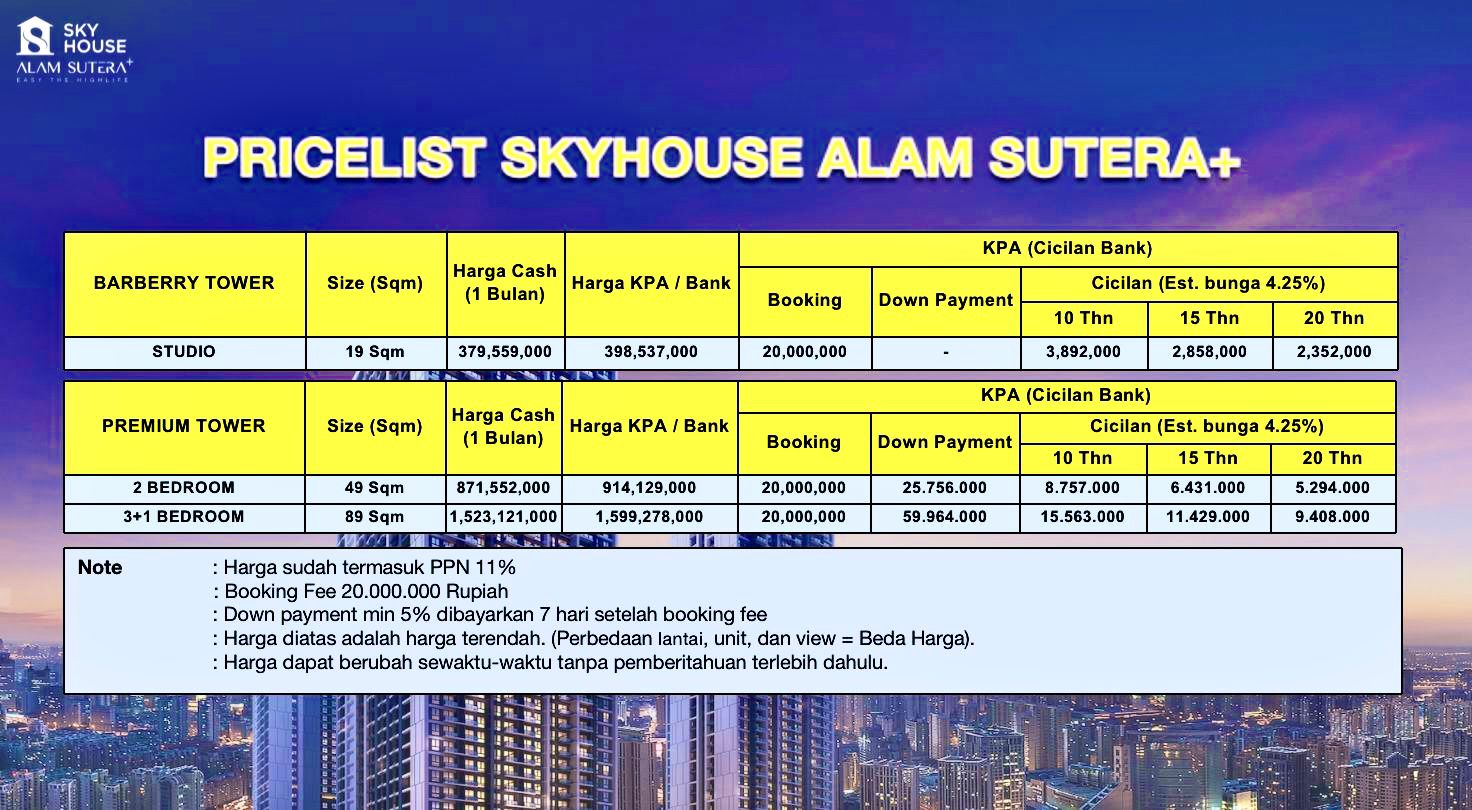 SKY
HOUSE
ALAM SUTERA+
EASY THE HIGHLIFE
PRICELIST SKYHOUSE ALAM SUTERA+
BARBERRY TOWER Size (Sqm) Harga Cash (1 Bulan) Harga KPA / Bank KPA (Cicilan Bank)
Booking Down Payment Cicilan (Est. bunga 4.25%)
10 Thn 15 Thn 20 Thn
STUDIO 19 Sqm 379,559,000 398,537,000 20,000,000 - 3,892,000 2,858,000 2,352,000
PREMIUM TOWER Size (Sqm) Harga Cash (1 Bulan) Harga KPA / Bank KPA (Cicilan Bank)
Booking Down Payment Cicilan (Est. bunga 4.25%)
10 Thn 15 Thn 20 Thn
2 BEDROOM 49 Sqm 871,552,000 914,129,000 20,000,000 25.756.000 8.757.000 6.431.000 5.294.000
3+1 BEDROOM 89 Sqm 1,523,121,000 1,599,278,000 20,000,000 59.964.000 15.563.000 11.429.000 9.408.000
Note : Harga sudah termasuk PPN 11%
: Booking Fee 20.000.000 Rupiah
: Down payment min 5% dibayarkan 7 hari setelah booking fee
: Harga diatas adalah harga terendah. (Perbedaan lantai, unit, dan view = Beda Harga).
: Harga dapat berubah sewaktu-waktu tanpa pemberitahuan terlebih dahulu.